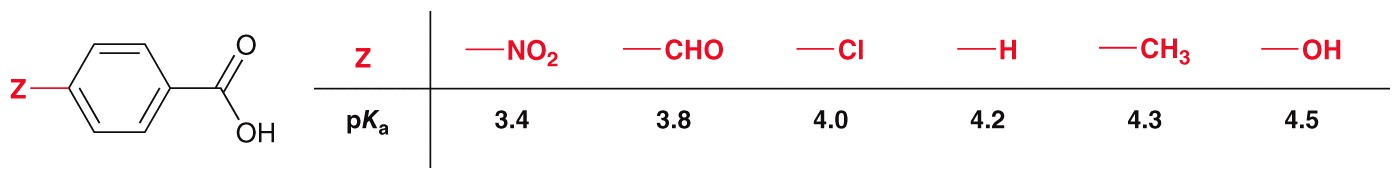 Z
O
OH
Z —NO₂ —CHO —Cl —H —CH₃ —OH
pKₐ 3.4 3.8 4.0 4.2 4.3 4.5